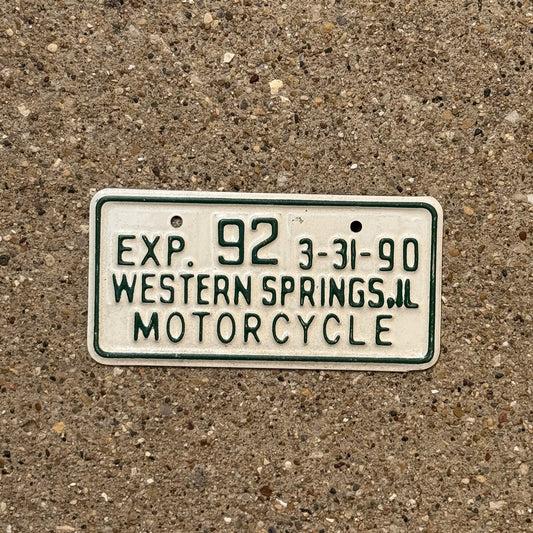 EXP. 92 3-31-90
WESTERN SPRINGS,IL
MOTORCYCLE